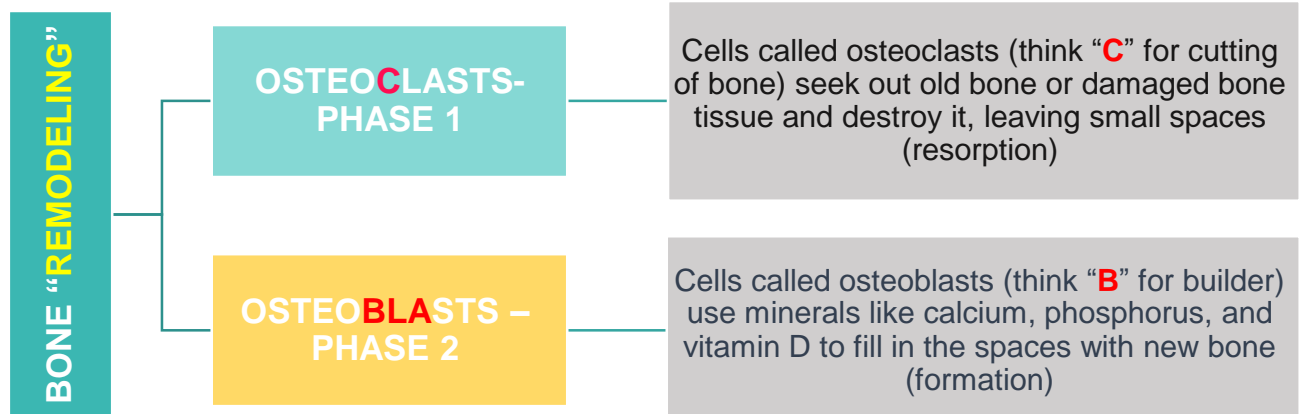 BONE “REMODELING”
OSTEOCLASTS-
PHASE 1
Cells called osteoclasts (think “C” for cutting
of bone) seek out old bone or damaged bone
tissue and destroy it, leaving small spaces
(resorption)
OSTEOBLASTS –
PHASE 2
Cells called osteoblasts (think “B” for builder)
use minerals like calcium, phosphorus, and
vitamin D to fill in the spaces with new bone
(formation)